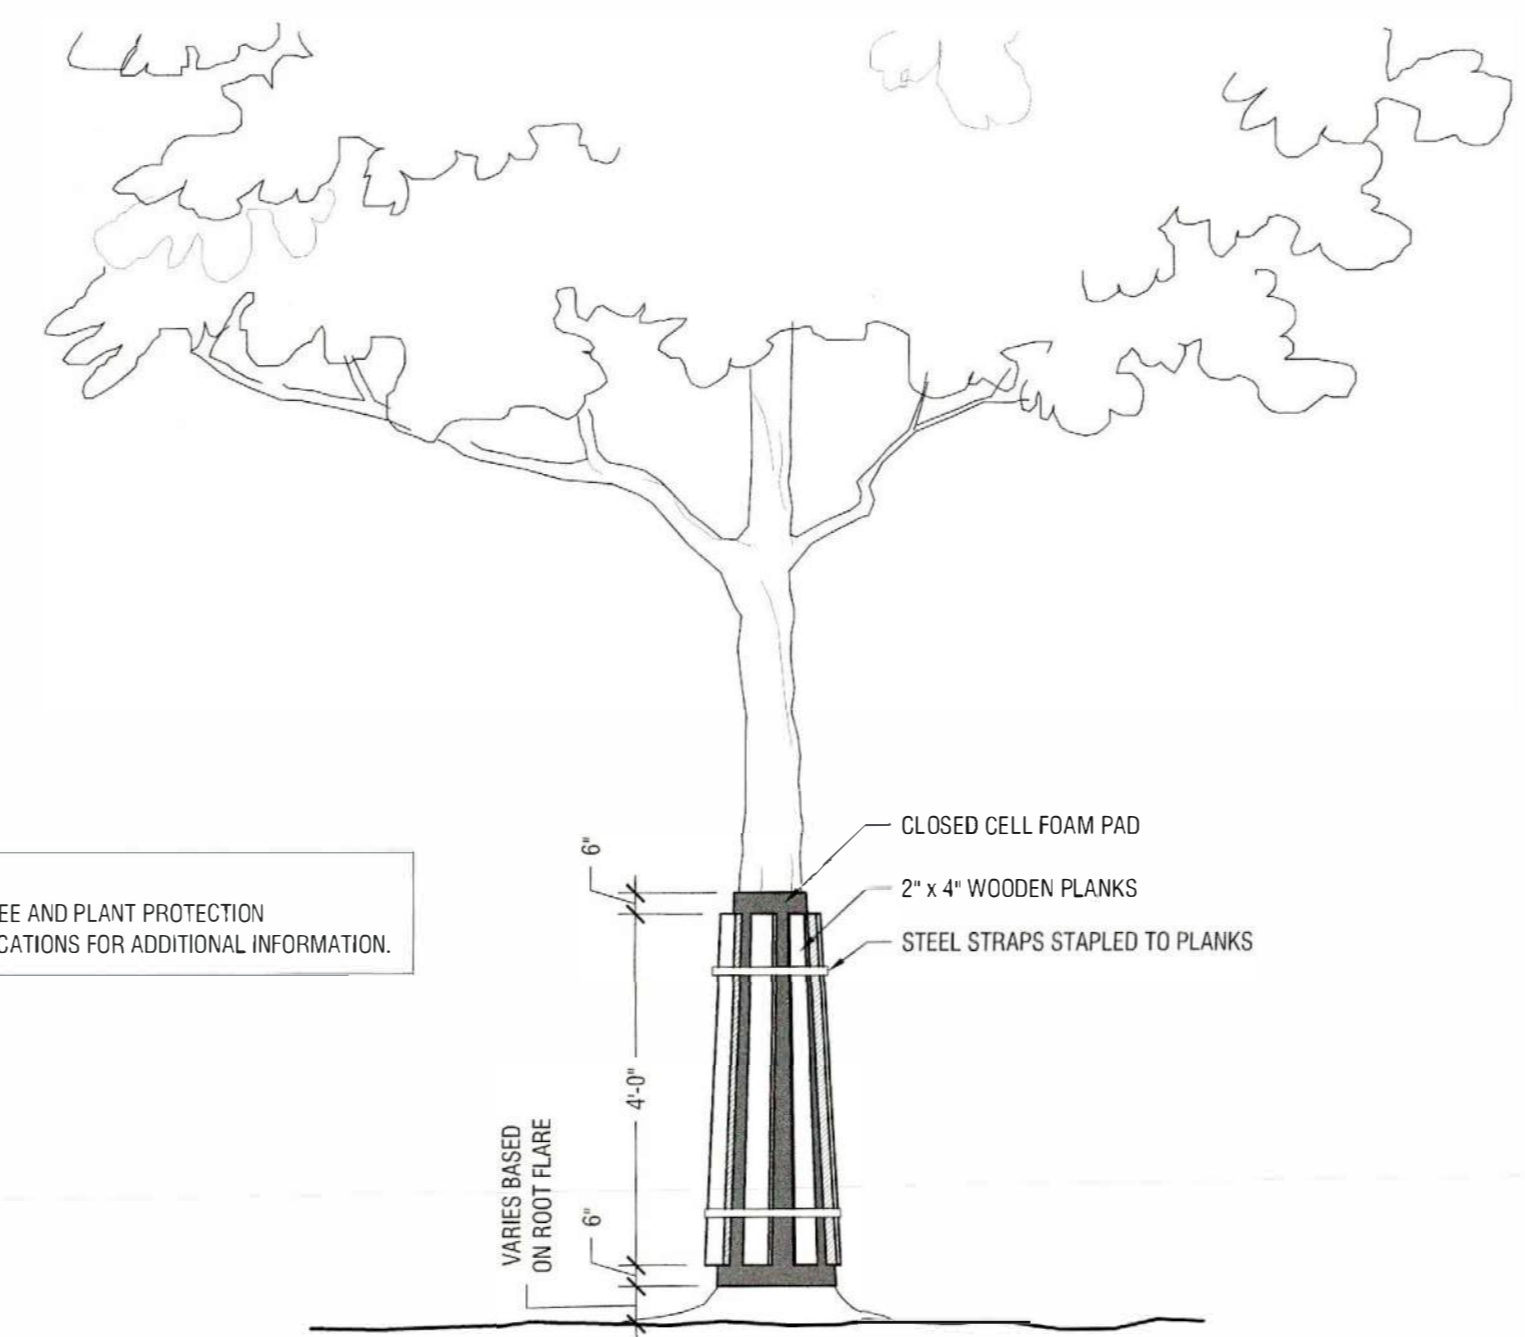 CLOSED CELL FOAM PAD
6"
2" x 4" WOODEN PLANKS
EE AND PLANT PROTECTION
CATIONS FOR ADDITIONAL INFORMATION.
STEEL STRAPS STAPLED TO PLANKS
4'-0"
VARIES BASED
ON ROOT FLARE
6"